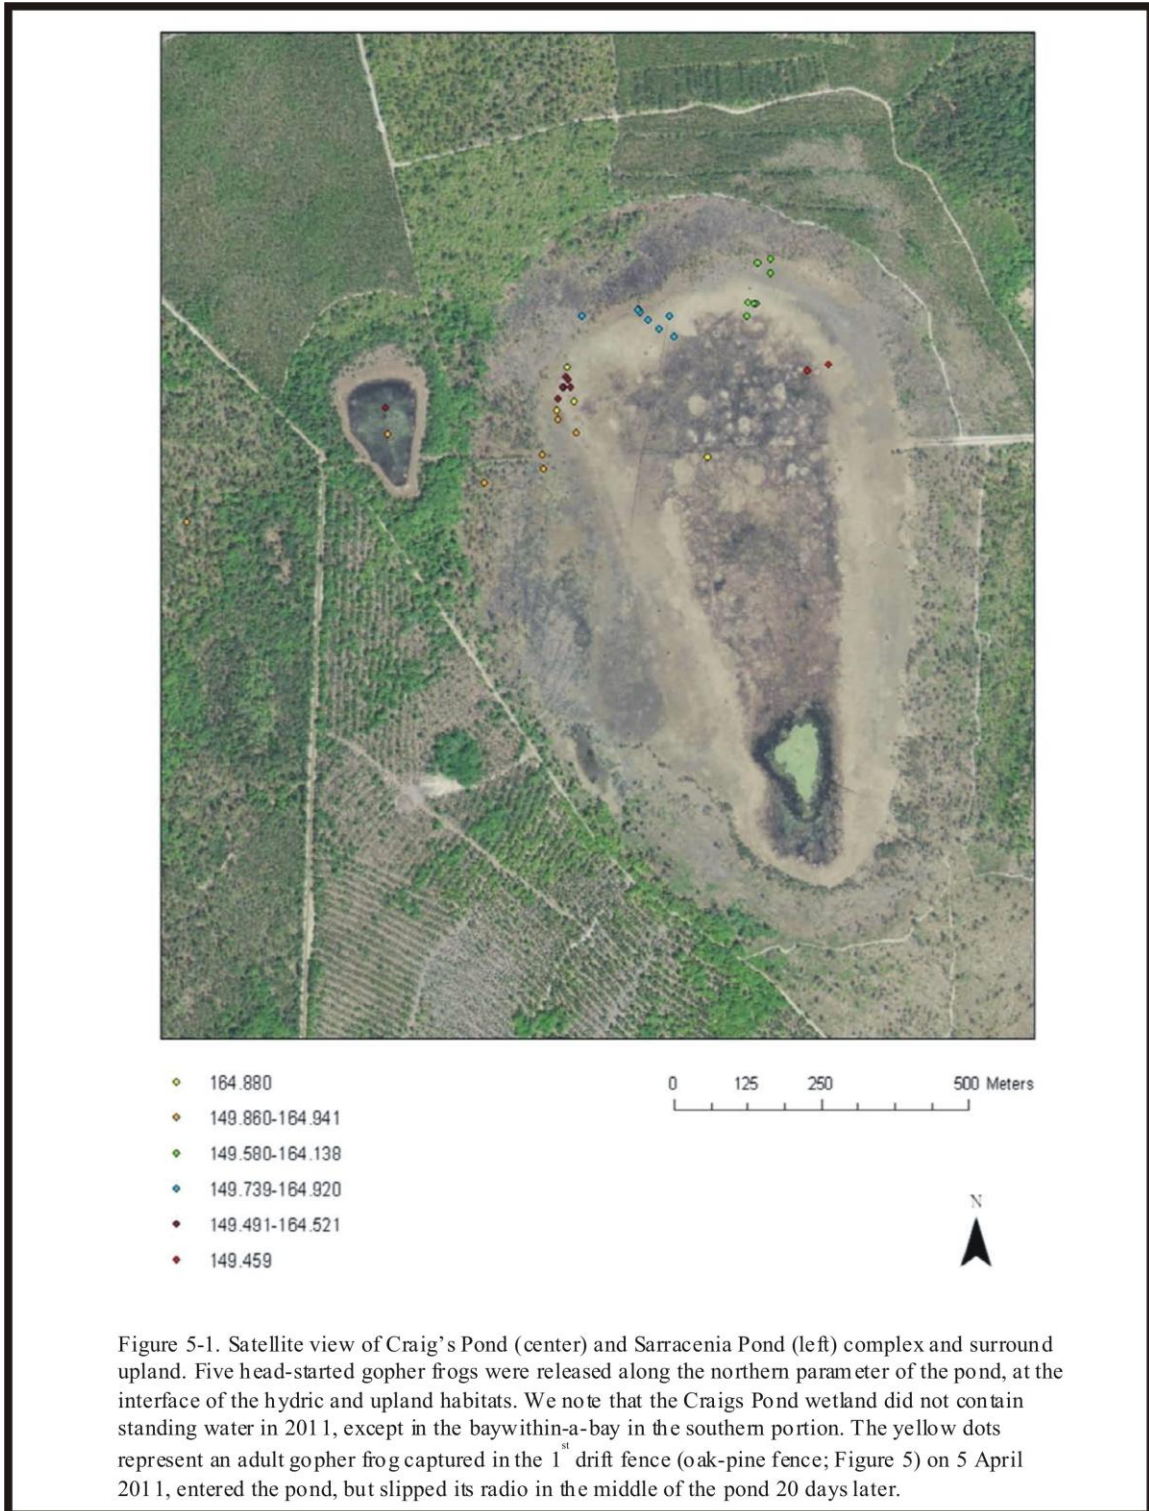 164.880
149.860-164.941
149.580-164.138
149.739-164.920
149.491-164.521
149.459
0 125 250 500 Meters
N
Figure 5-1. Satellite view of Craig's Pond (center) and Sarracenia Pond (left) complex and surround
upland. Five head-started gopher frogs were released along the northern parameter of the pond, at the
interface of the hydric and upland habitats. We note that the Craigs Pond wetland did not contain
standing water in 2011, except in the baywithin-a-bay in the southern portion. The yellow dots
represent an adult gopher frog captured in the 1st drift fence (oak-pine fence; Figure 5) on 5 April
2011, entered the pond, but slipped its radio in the middle of the pond 20 days later.